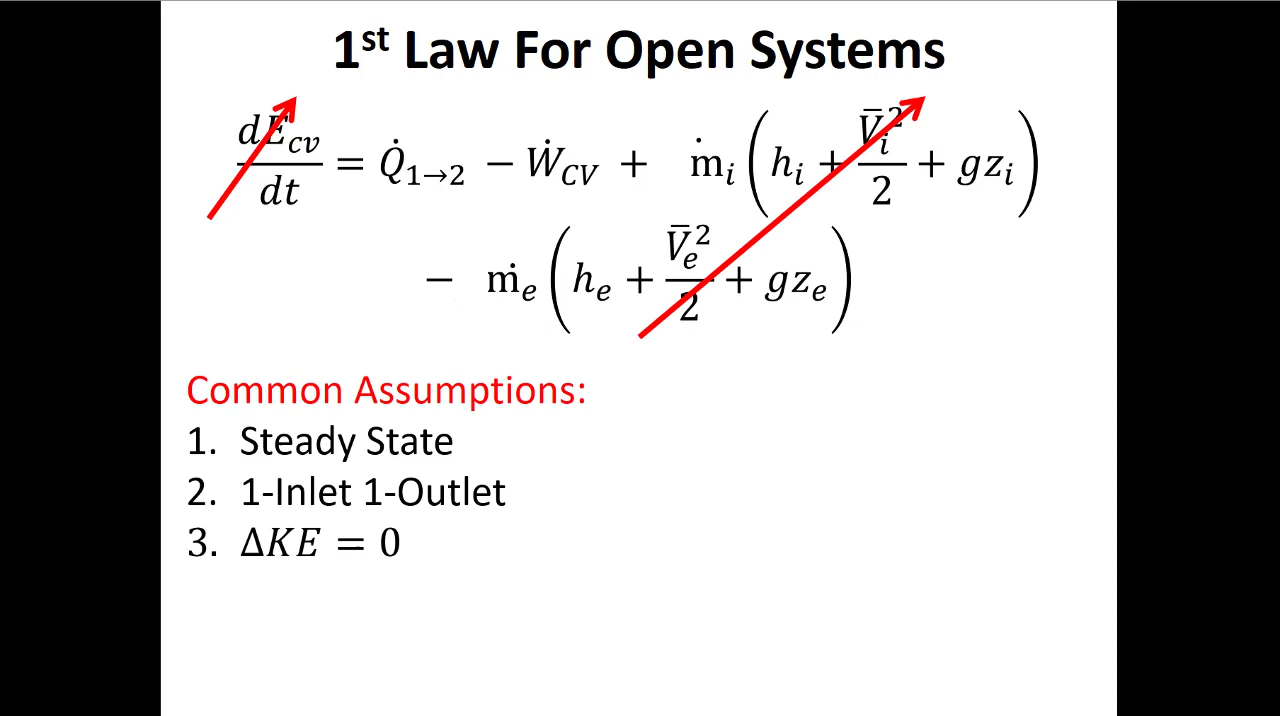 1st Law For Open Systems
dE_cv/dt = Q̇_1→2 − Ẇ_CV + ṁ_i (h_i + V̄_i²/2 + gz_i)
− ṁ_e (h_e + V̄_e²/2 + gz_e)
Common Assumptions:
1. Steady State
2. 1-Inlet 1-Outlet
3. ΔKE = 0